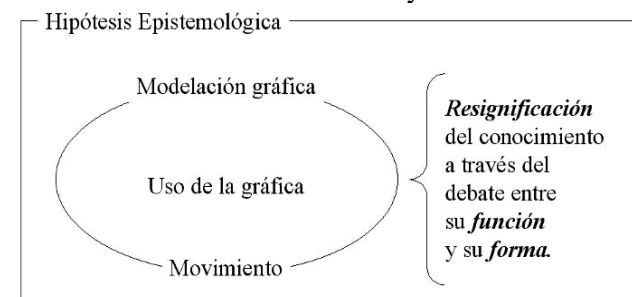 Hipótesis Epistemológica
Modelación gráfica
Uso de la gráfica
Movimiento
Resignificación
del conocimiento
a través del
debate entre
su función
y su forma.